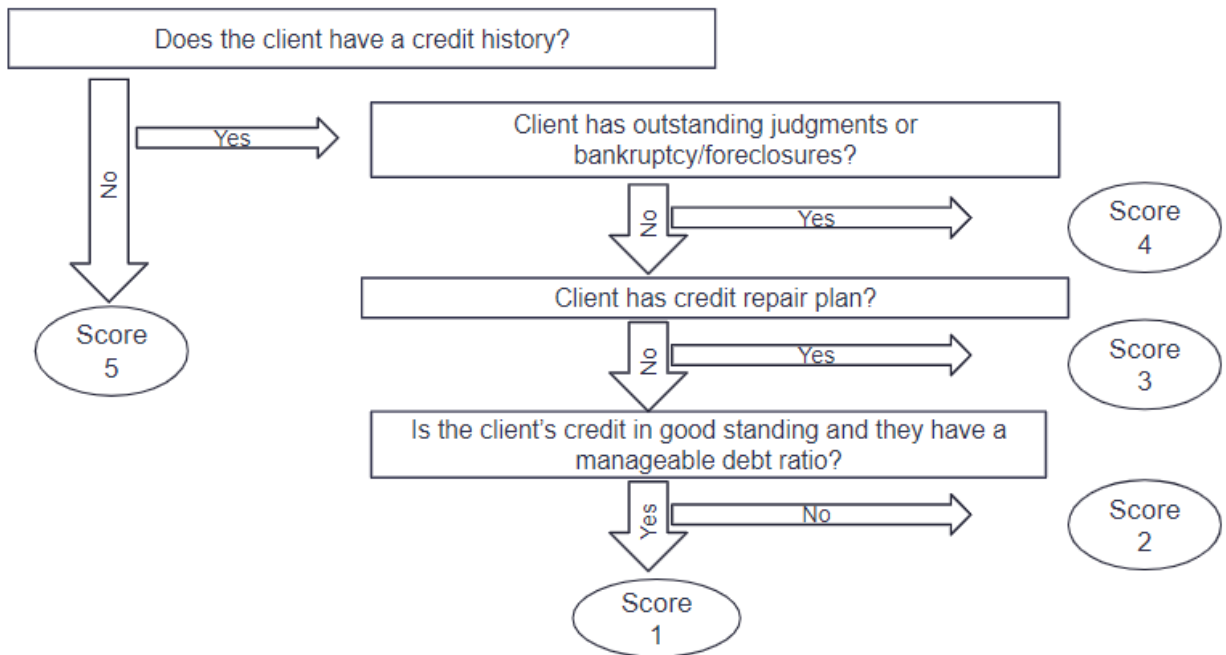 Does the client have a credit history?
Yes
No
Client has outstanding judgments or
bankruptcy/foreclosures?
No
Yes
Score
4
Client has credit repair plan?
Score
5
No
Yes
Score
3
Is the client's credit in good standing and they have a
manageable debt ratio?
Yes
No
Score
2
Score
1